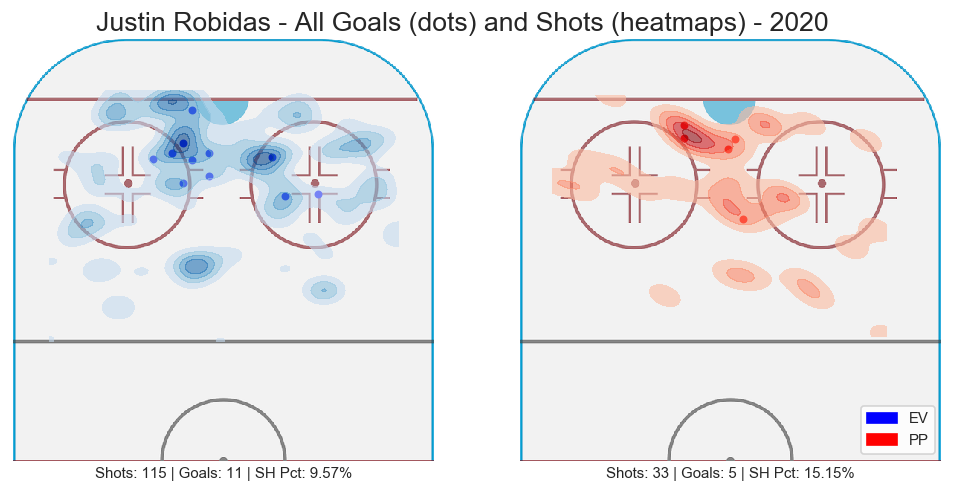 Justin Robidas - All Goals (dots) and Shots (heatmaps) - 2020
EV
PP
Shots: 115 | Goals: 11 | SH Pct: 9.57%
Shots: 33 | Goals: 5 | SH Pct: 15.15%